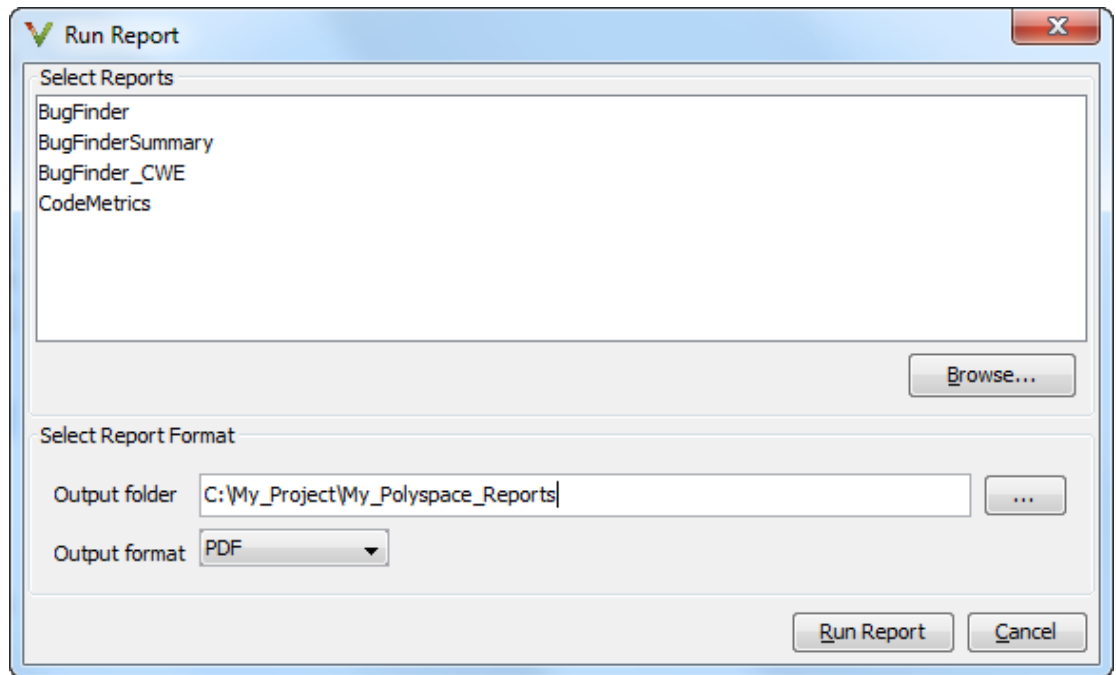 Run Report
Select Reports
BugFinder
BugFinderSummary
BugFinder_CWE
CodeMetrics
Browse...
Select Report Format
Output folder C:\My_Project\My_Polyspace_Reports ...
Output format PDF
Run Report Cancel